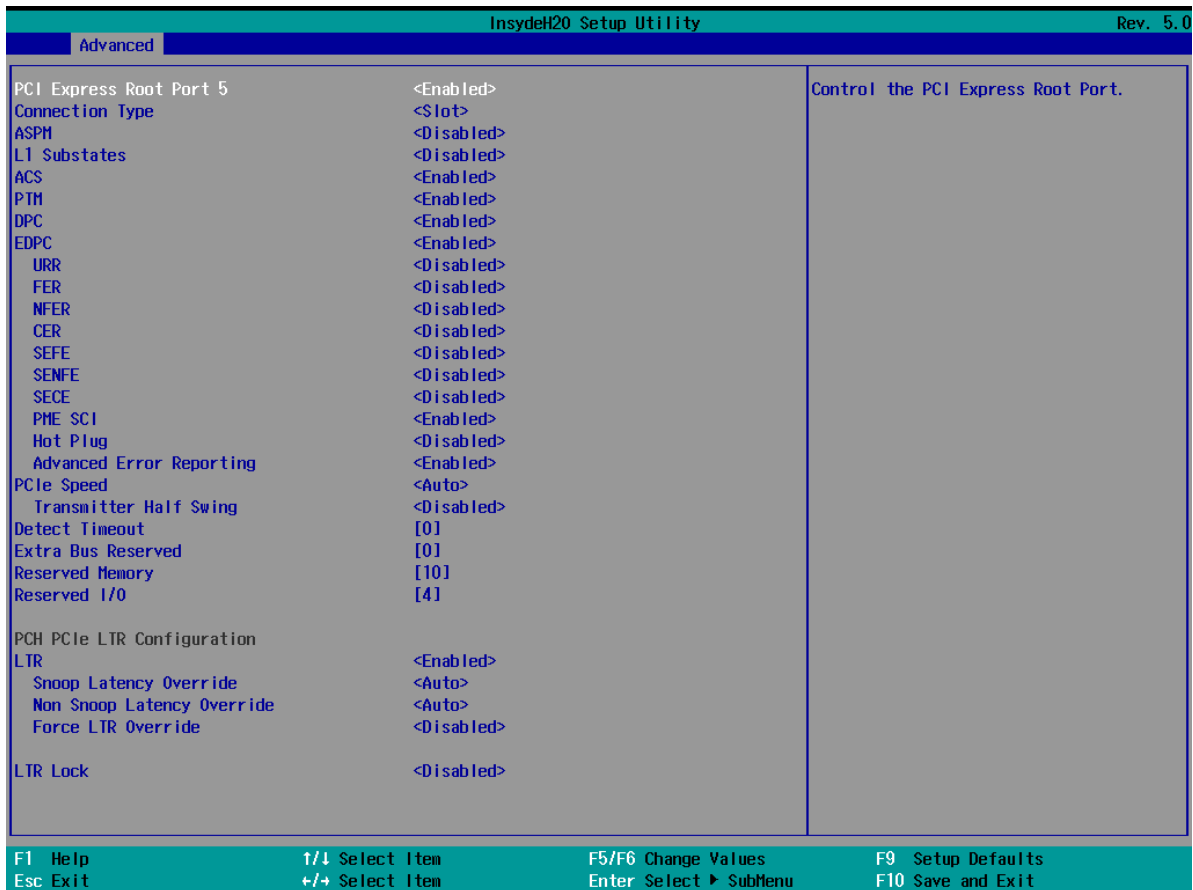 InsydeH20 Setup Utility Rev. 5.0
Advanced
PCI Express Root Port 5 <Enabled> Control the PCI Express Root Port.
Connection Type <Slot>
ASPM <Disabled>
L1 Substates <Disabled>
ACS <Enabled>
PTM <Enabled>
DPC <Enabled>
EDPC <Enabled>
URR <Disabled>
FER <Disabled>
NFER <Disabled>
CER <Disabled>
SEFE <Disabled>
SENFE <Disabled>
SECE <Disabled>
PME SCI <Enabled>
Hot Plug <Disabled>
Advanced Error Reporting <Enabled>
PCIe Speed <Auto>
Transmitter Half Swing <Disabled>
Detect Timeout [0]
Extra Bus Reserved [0]
Reserved Memory [10]
Reserved I/O [4]
PCH PCIe LTR Configuration
LTR <Enabled>
Snoop Latency Override <Auto>
Non Snoop Latency Override <Auto>
Force LTR Override <Disabled>
LTR Lock <Disabled>
F1 Help ↑/↓ Select Item F5/F6 Change Values F9 Setup Defaults
Esc Exit ←/→ Select Item Enter Select ▶ SubMenu F10 Save and Exit